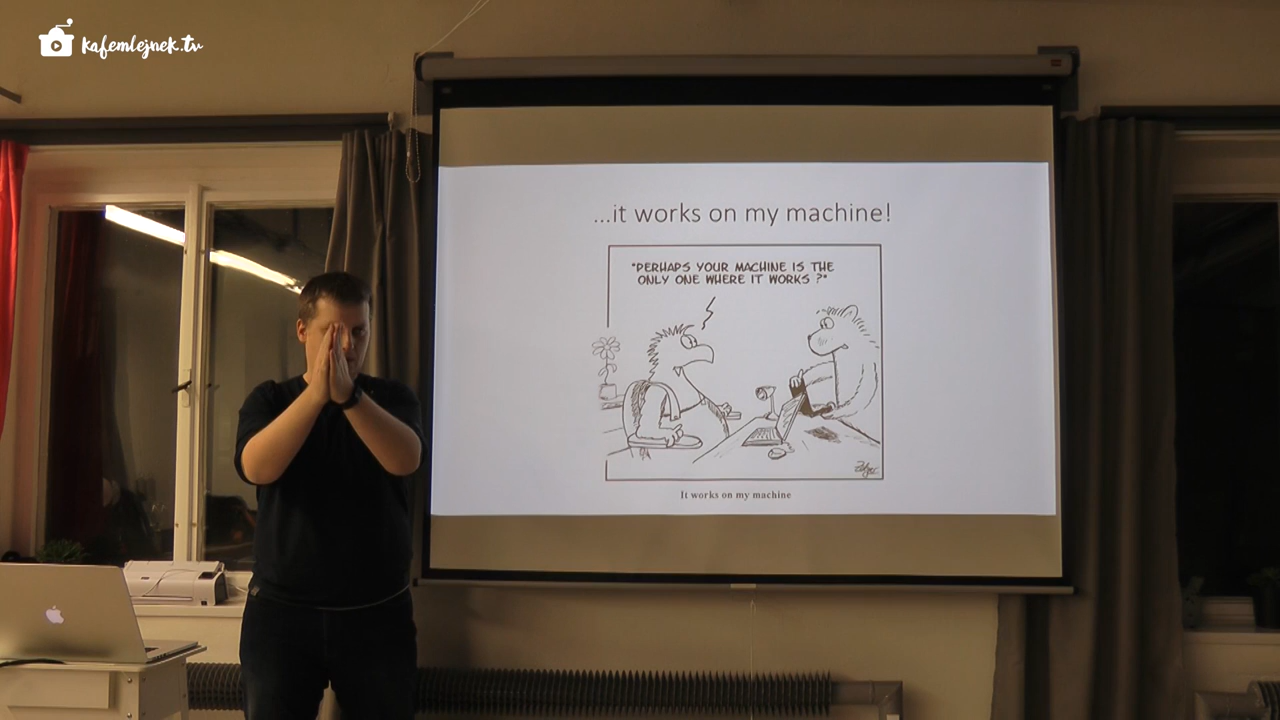 kafemlejnek.tv
...it works on my machine!
"PERHAPS YOUR MACHINE IS THE
ONLY ONE WHERE IT WORKS ?"
It works on my machine